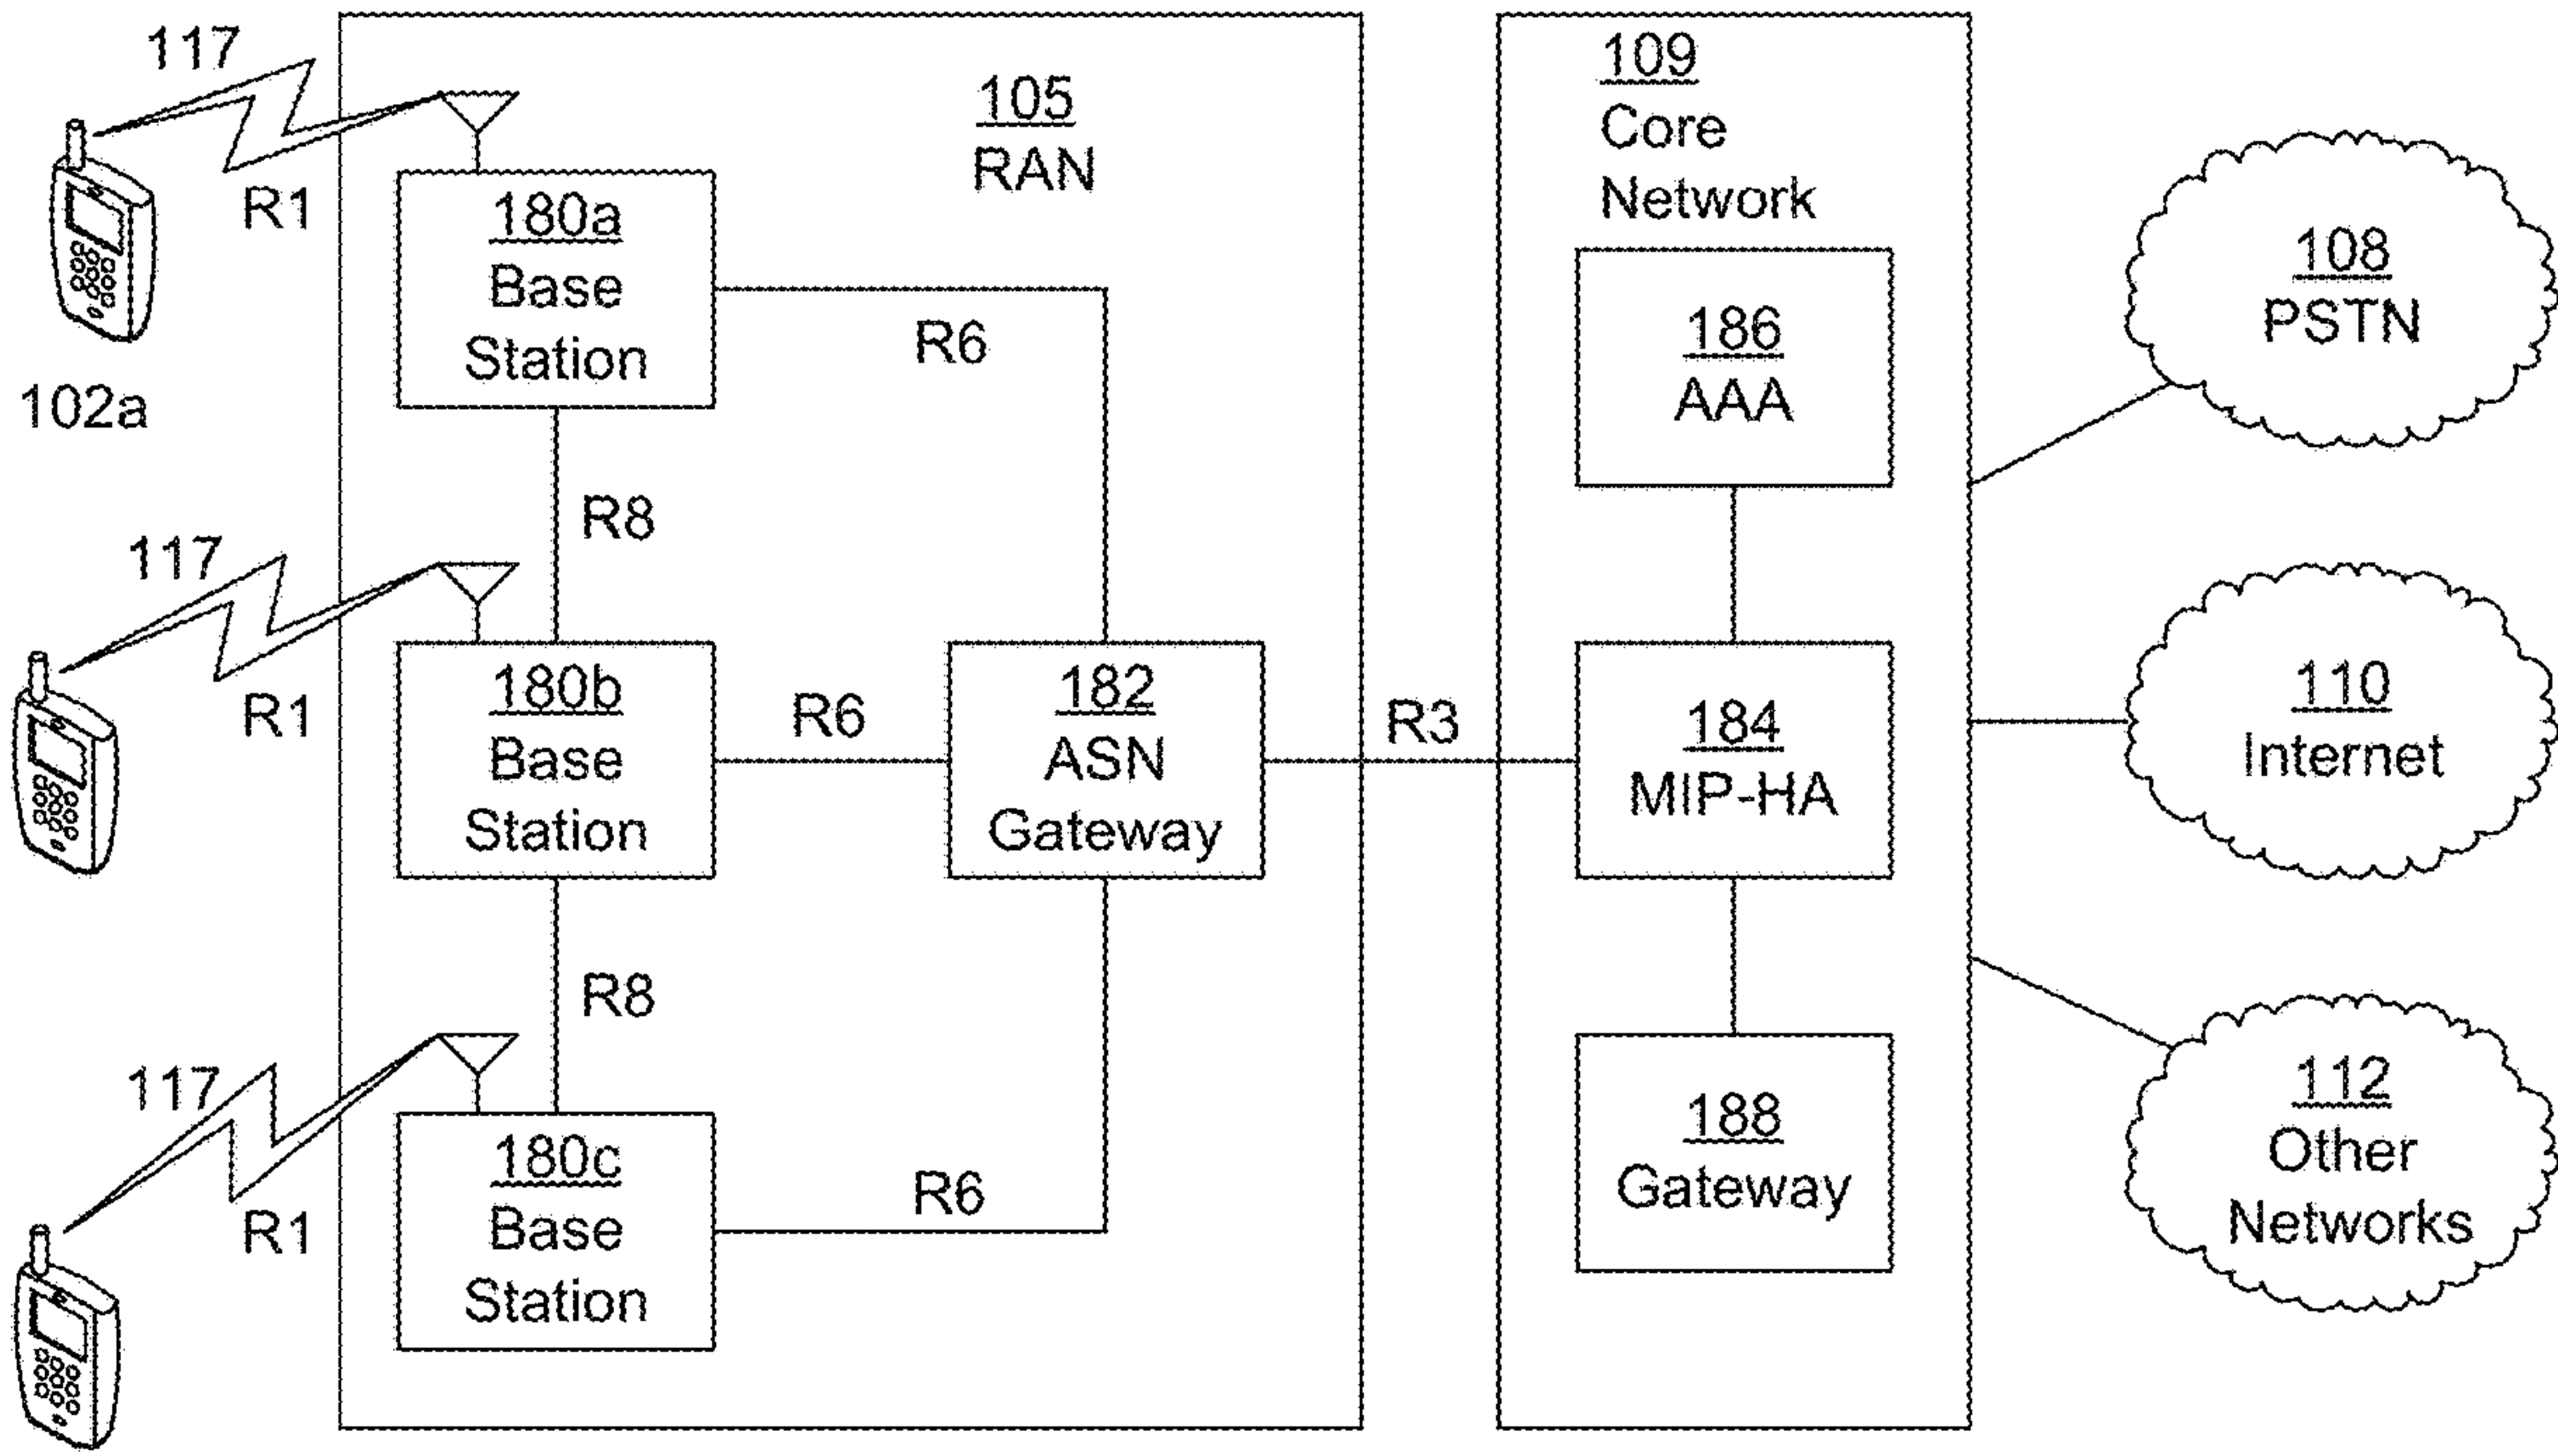 117
R1
102a
117
R1
117
R1
105
RAN
180a
Base
Station
R6
R8
180b
Base
Station
R6
182
ASN
Gateway
R8
180c
Base
Station
R6
R3
109
Core
Network
186
AAA
184
MIP-HA
188
Gateway
108
PSTN
110
Internet
112
Other
Networks